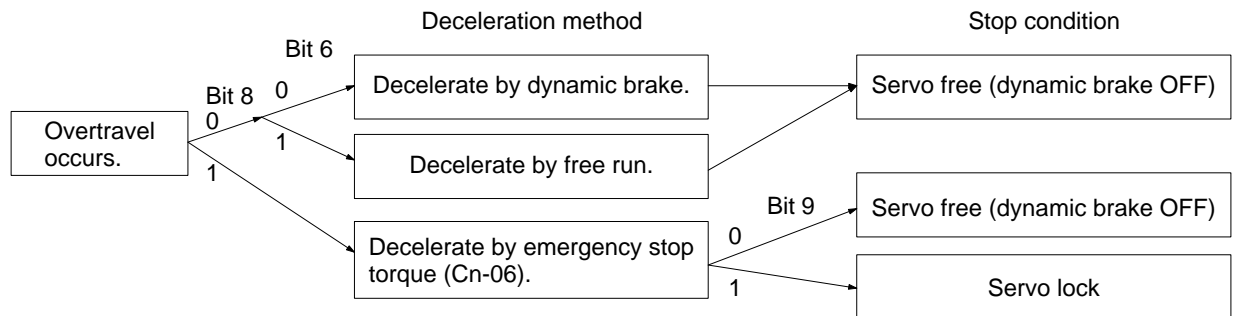 Deceleration method
Stop condition
Bit 6
Decelerate by dynamic brake.
Servo free (dynamic brake OFF)
Bit 8
0
0
Overtravel
occurs.
1
1
Decelerate by free run.
Bit 9
Servo free (dynamic brake OFF)
Decelerate by emergency stop
torque (Cn-06).
0
1
Servo lock